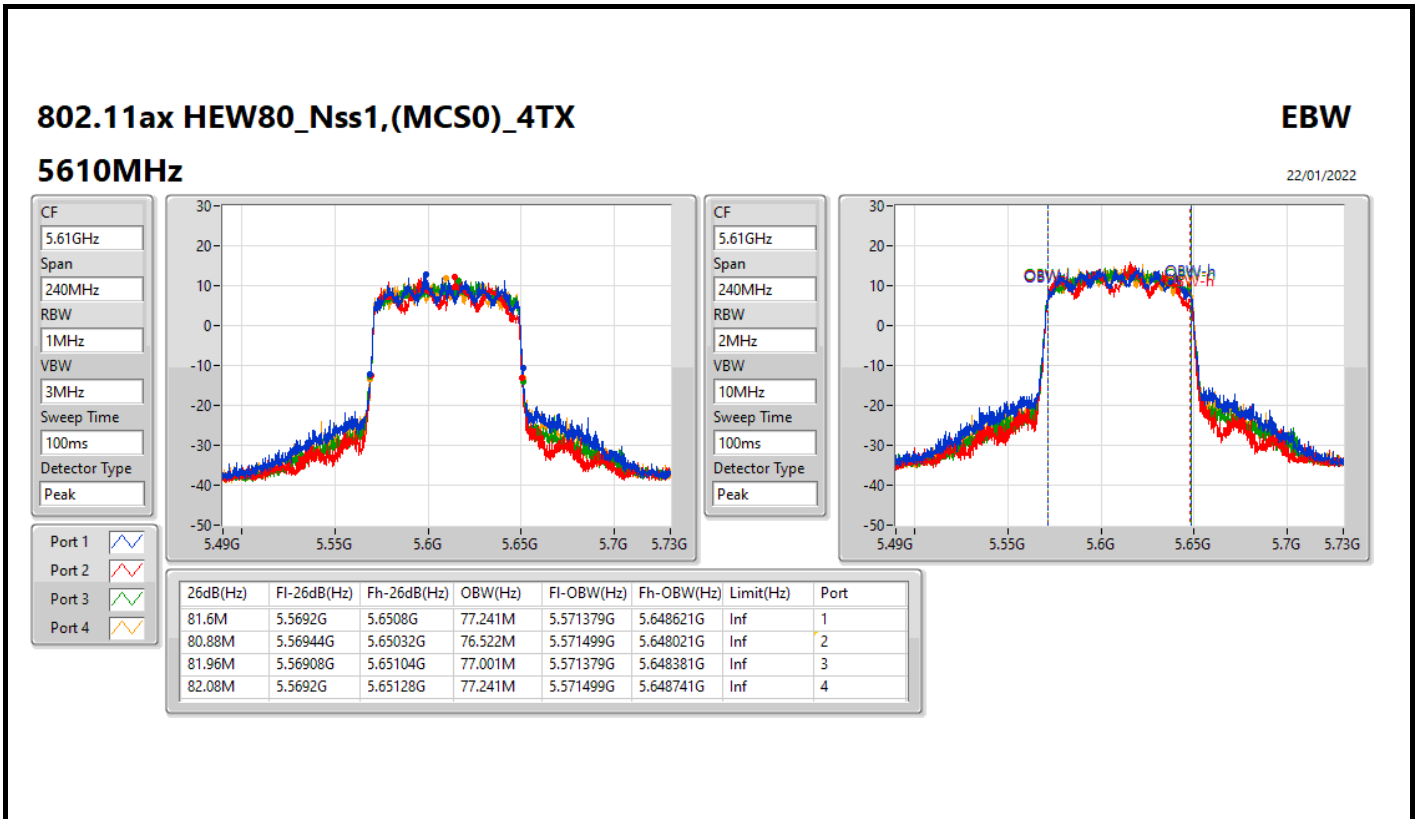 802.11ax HEW80_Nss1,(MCS0)_4TX
EBW
5610MHz
22/01/2022
CF
5.61GHz
Span
240MHz
RBW
1MHz
VBW
3MHz
Sweep Time
100ms
Detector Type
Peak
30
20
10
0
-10
-20
-30
-40
-50
5.49G 5.55G 5.6G 5.65G 5.7G 5.73G
CF
5.61GHz
Span
240MHz
RBW
2MHz
VBW
10MHz
Sweep Time
100ms
Detector Type
Peak
30
20
10
0
-10
-20
-30
-40
-50
OBW-h
5.49G 5.55G 5.6G 5.65G 5.7G 5.73G
Port 1
Port 2
Port 3
Port 4
26dB(Hz) Fl-26dB(Hz) Fh-26dB(Hz) OBW(Hz) Fl-OBW(Hz) Fh-OBW(Hz) Limit(Hz) Port
81.6M 5.5692G 5.6508G 77.241M 5.571379G 5.648621G Inf 1
80.88M 5.56944G 5.65032G 76.522M 5.571499G 5.648021G Inf 2
81.96M 5.56908G 5.65104G 77.001M 5.571379G 5.648381G Inf 3
82.08M 5.5692G 5.65128G 77.241M 5.571499G 5.648741G Inf 4